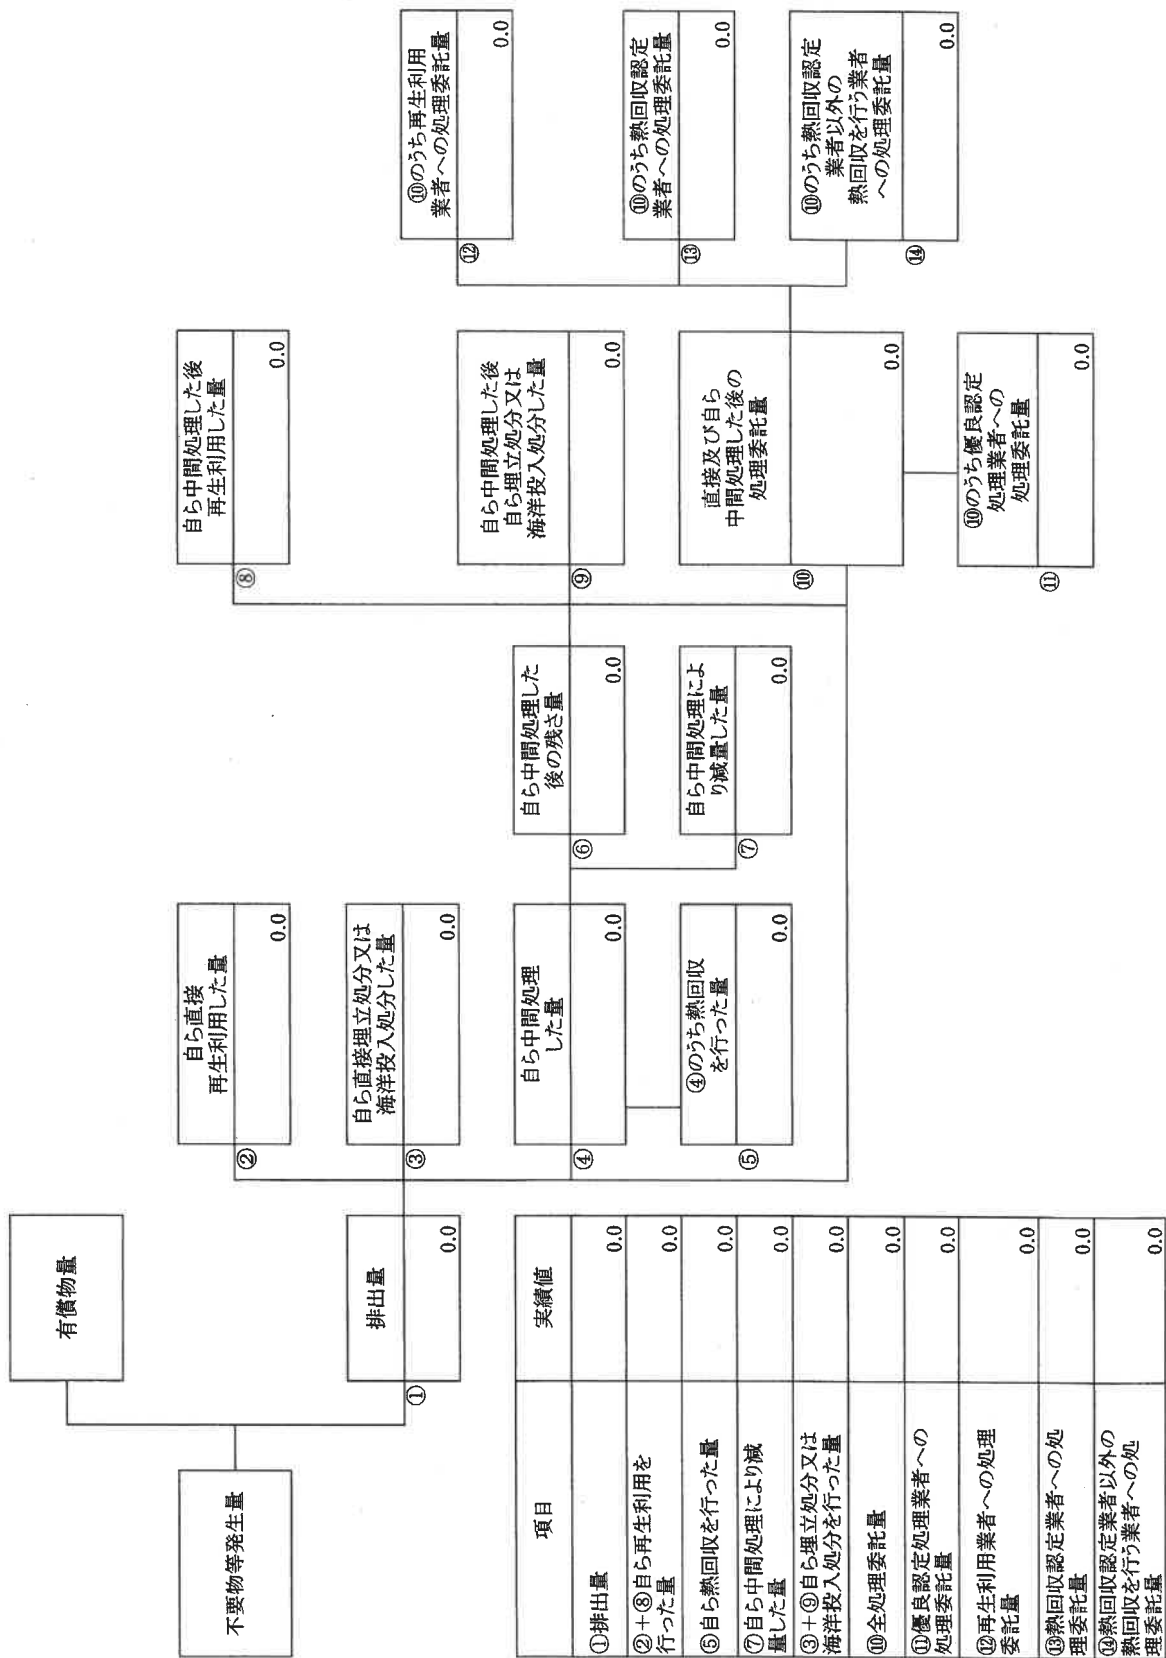 不要物等発生量
有償物量
①
排出量
0.0
②
自ら直接
再生利用した量
0.0
③
自ら直接埋立処分又は
海洋投入処分した量
0.0
④
自ら中間処理
した量
0.0
⑤
④のうち熱回収
を行った量
0.0
⑥
自ら中間処理した
後の残さ量
0.0
⑦
自ら中間処理によ
り減量した量
0.0
⑧
自ら中間処理した後
再生利用した量
0.0
⑨
自ら中間処理した後
自ら埋立処分又は
海洋投入処分した量
0.0
⑩
直接及び自ら
中間処理した後の
処理委託量
0.0
⑪
⑩のうち優良認定
処理業者への
処理委託量
0.0
⑫
⑩のうち再生利用
業者への処理委託量
0.0
⑬
⑩のうち熱回収認定
業者への処理委託量
0.0
⑭
⑩のうち熱回収認定
業者以外の
熱回収を行う業者
への処理委託量
0.0
項目 実績値
①排出量 0.0
②+⑧自ら再生利用を
行った量 0.0
⑤自ら熱回収を行った量 0.0
⑦自ら中間処理により減
量した量 0.0
③+⑨自ら埋立処分又は
海洋投入処分を行った量 0.0
⑩全処理委託量 0.0
⑪優良認定処理業者への
処理委託量 0.0
⑫再生利用業者への処理
委託量 0.0
⑬熱回収認定業者への処
理委託量 0.0
⑭熱回収認定業者以外の
熱回収を行う業者への処
理委託量 0.0